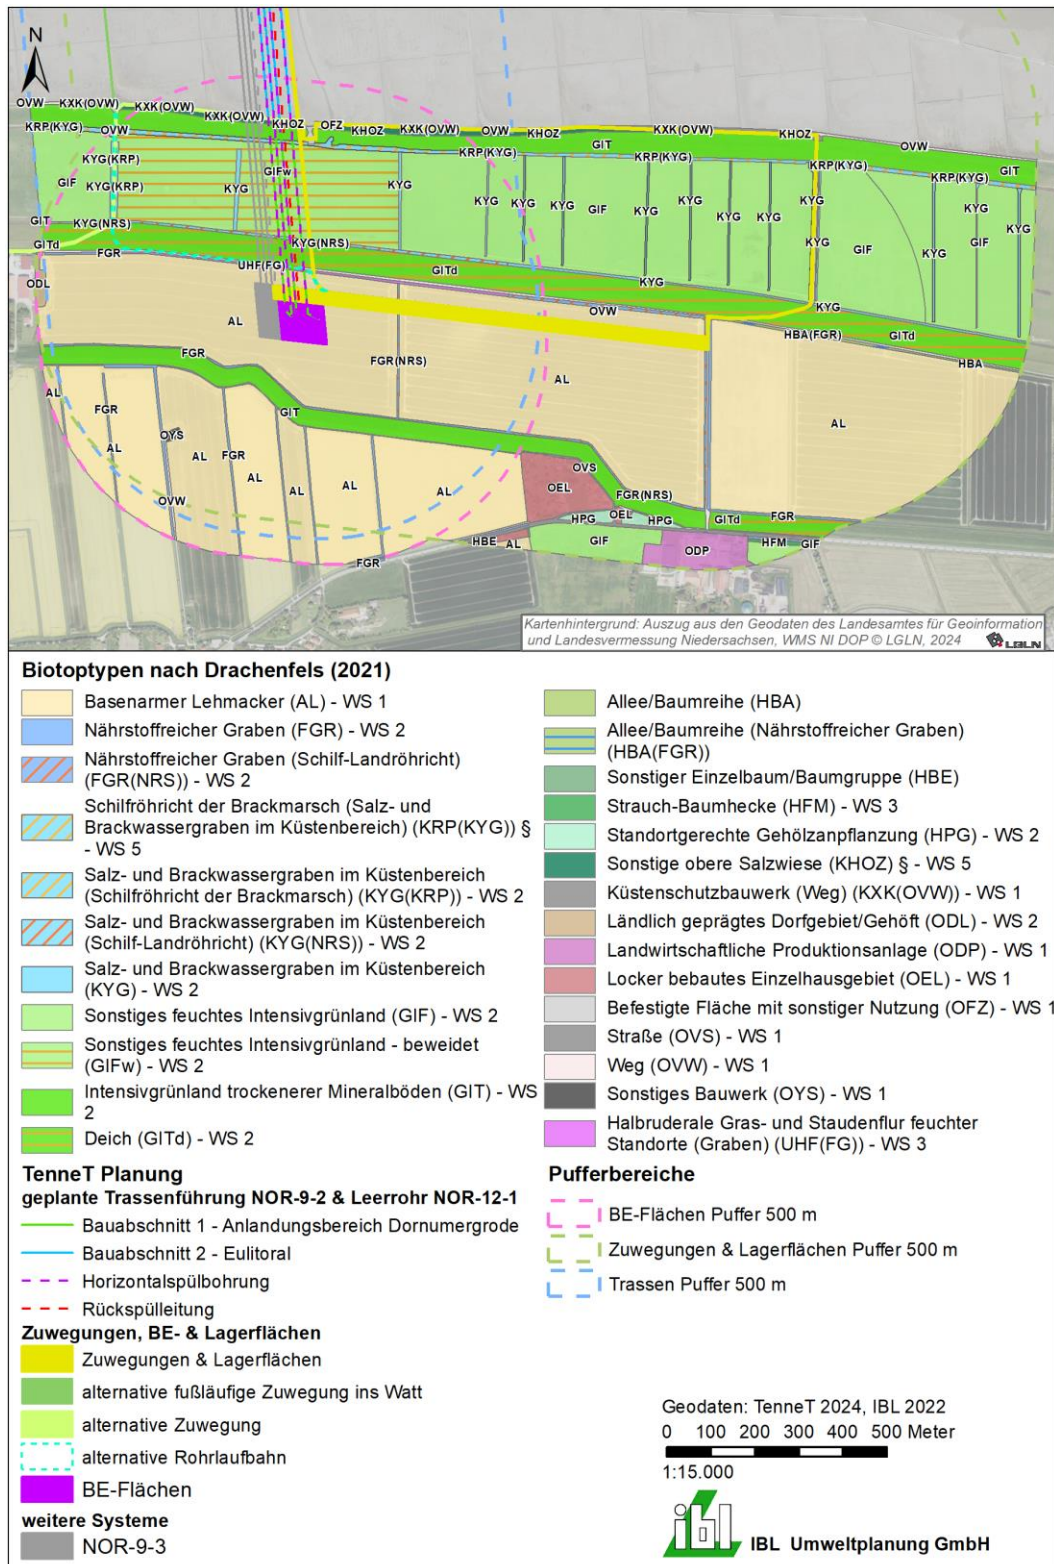 N
OVW KXK(OVW) KXK(OVW) KXK(OVW) KHOZ OFZ KHOZ KXK(OVW) OVW KHOZ KXK(OVW) KHOZ
KRP(KYG) OVW GIT OVW
KYG(KRP) KRP(KYG) KRP(KYG) KRP(KYG) GIT
GIF KYG(KRP) KYG GIFw KYG KYG KYG KYG GIF KYG KYG KYG KYG KYG GIF KYG KYG GIF KYG
GIT KYG(NRS) KYG(NRS)
GITd FGR UHF(FG) GITd KYG KYG
ODL AL OVW HBA(FGR) GITd
FGR FGR(NRS) AL HBA
AL FGR GIT AL
OYS AL AL FGR AL AL AL AL
OVW OEL OVS FGR(NRS)
OEL HPG HPG GITd FGR
HBE AL GIF ODP HFM GIF
FGR
Kartenhintergrund: Auszug aus den Geodaten des Landesamtes für Geoinformation
und Landesvermessung Niedersachsen, WMS NI DOP © LGLN, 2024
LGLN
Biotoptypen nach Drachenfels (2021)
Basenarmer Lehmacker (AL) - WS 1
Nährstoffreicher Graben (FGR) - WS 2
Nährstoffreicher Graben (Schilf-Landröhricht)
(FGR(NRS)) - WS 2
Schilfröhricht der Brackmarsch (Salz- und
Brackwassergraben im Küstenbereich) (KRP(KYG)) §
- WS 5
Salz- und Brackwassergraben im Küstenbereich
(Schilfröhricht der Brackmarsch) (KYG(KRP)) - WS 2
Salz- und Brackwassergraben im Küstenbereich
(Schilf-Landröhricht) (KYG(NRS)) - WS 2
Salz- und Brackwassergraben im Küstenbereich
(KYG) - WS 2
Sonstiges feuchtes Intensivgrünland (GIF) - WS 2
Sonstiges feuchtes Intensivgrünland - beweidet
(GIFw) - WS 2
Intensivgrünland trockenerer Mineralböden (GIT) - WS
2
Deich (GITd) - WS 2
Allee/Baumreihe (HBA)
Allee/Baumreihe (Nährstoffreicher Graben)
(HBA(FGR))
Sonstiger Einzelbaum/Baumgruppe (HBE)
Strauch-Baumhecke (HFM) - WS 3
Standortgerechte Gehölzanpflanzung (HPG) - WS 2
Sonstige obere Salzwiese (KHOZ) § - WS 5
Küstenschutzbauwerk (Weg) (KXK(OVW)) - WS 1
Ländlich geprägtes Dorfgebiet/Gehöft (ODL) - WS 2
Landwirtschaftliche Produktionsanlage (ODP) - WS 1
Locker bebautes Einzelhausgebiet (OEL) - WS 1
Befestigte Fläche mit sonstiger Nutzung (OFZ) - WS 1
Straße (OVS) - WS 1
Weg (OVW) - WS 1
Sonstiges Bauwerk (OYS) - WS 1
Halbruderale Gras- und Staudenflur feuchter
Standorte (Graben) (UHF(FG)) - WS 3
TenneT Planung
geplante Trassenführung NOR-9-2 & Leerrohr NOR-12-1
Bauabschnitt 1 - Anlandungsbereich Dornumergrode
Bauabschnitt 2 - Eulitoral
Horizontalspülbohrung
Rückspülleitung
Zuwegungen, BE- & Lagerflächen
Zuwegungen & Lagerflächen
alternative fußläufige Zuwegung ins Watt
alternative Zuwegung
alternative Rohrlaufbahn
BE-Flächen
weitere Systeme
NOR-9-3
Pufferbereiche
BE-Flächen Puffer 500 m
Zuwegungen & Lagerflächen Puffer 500 m
Trassen Puffer 500 m
Geodaten: TenneT 2024, IBL 2022
0 100 200 300 400 500 Meter
1:15.000
ibl
IBL Umweltplanung GmbH